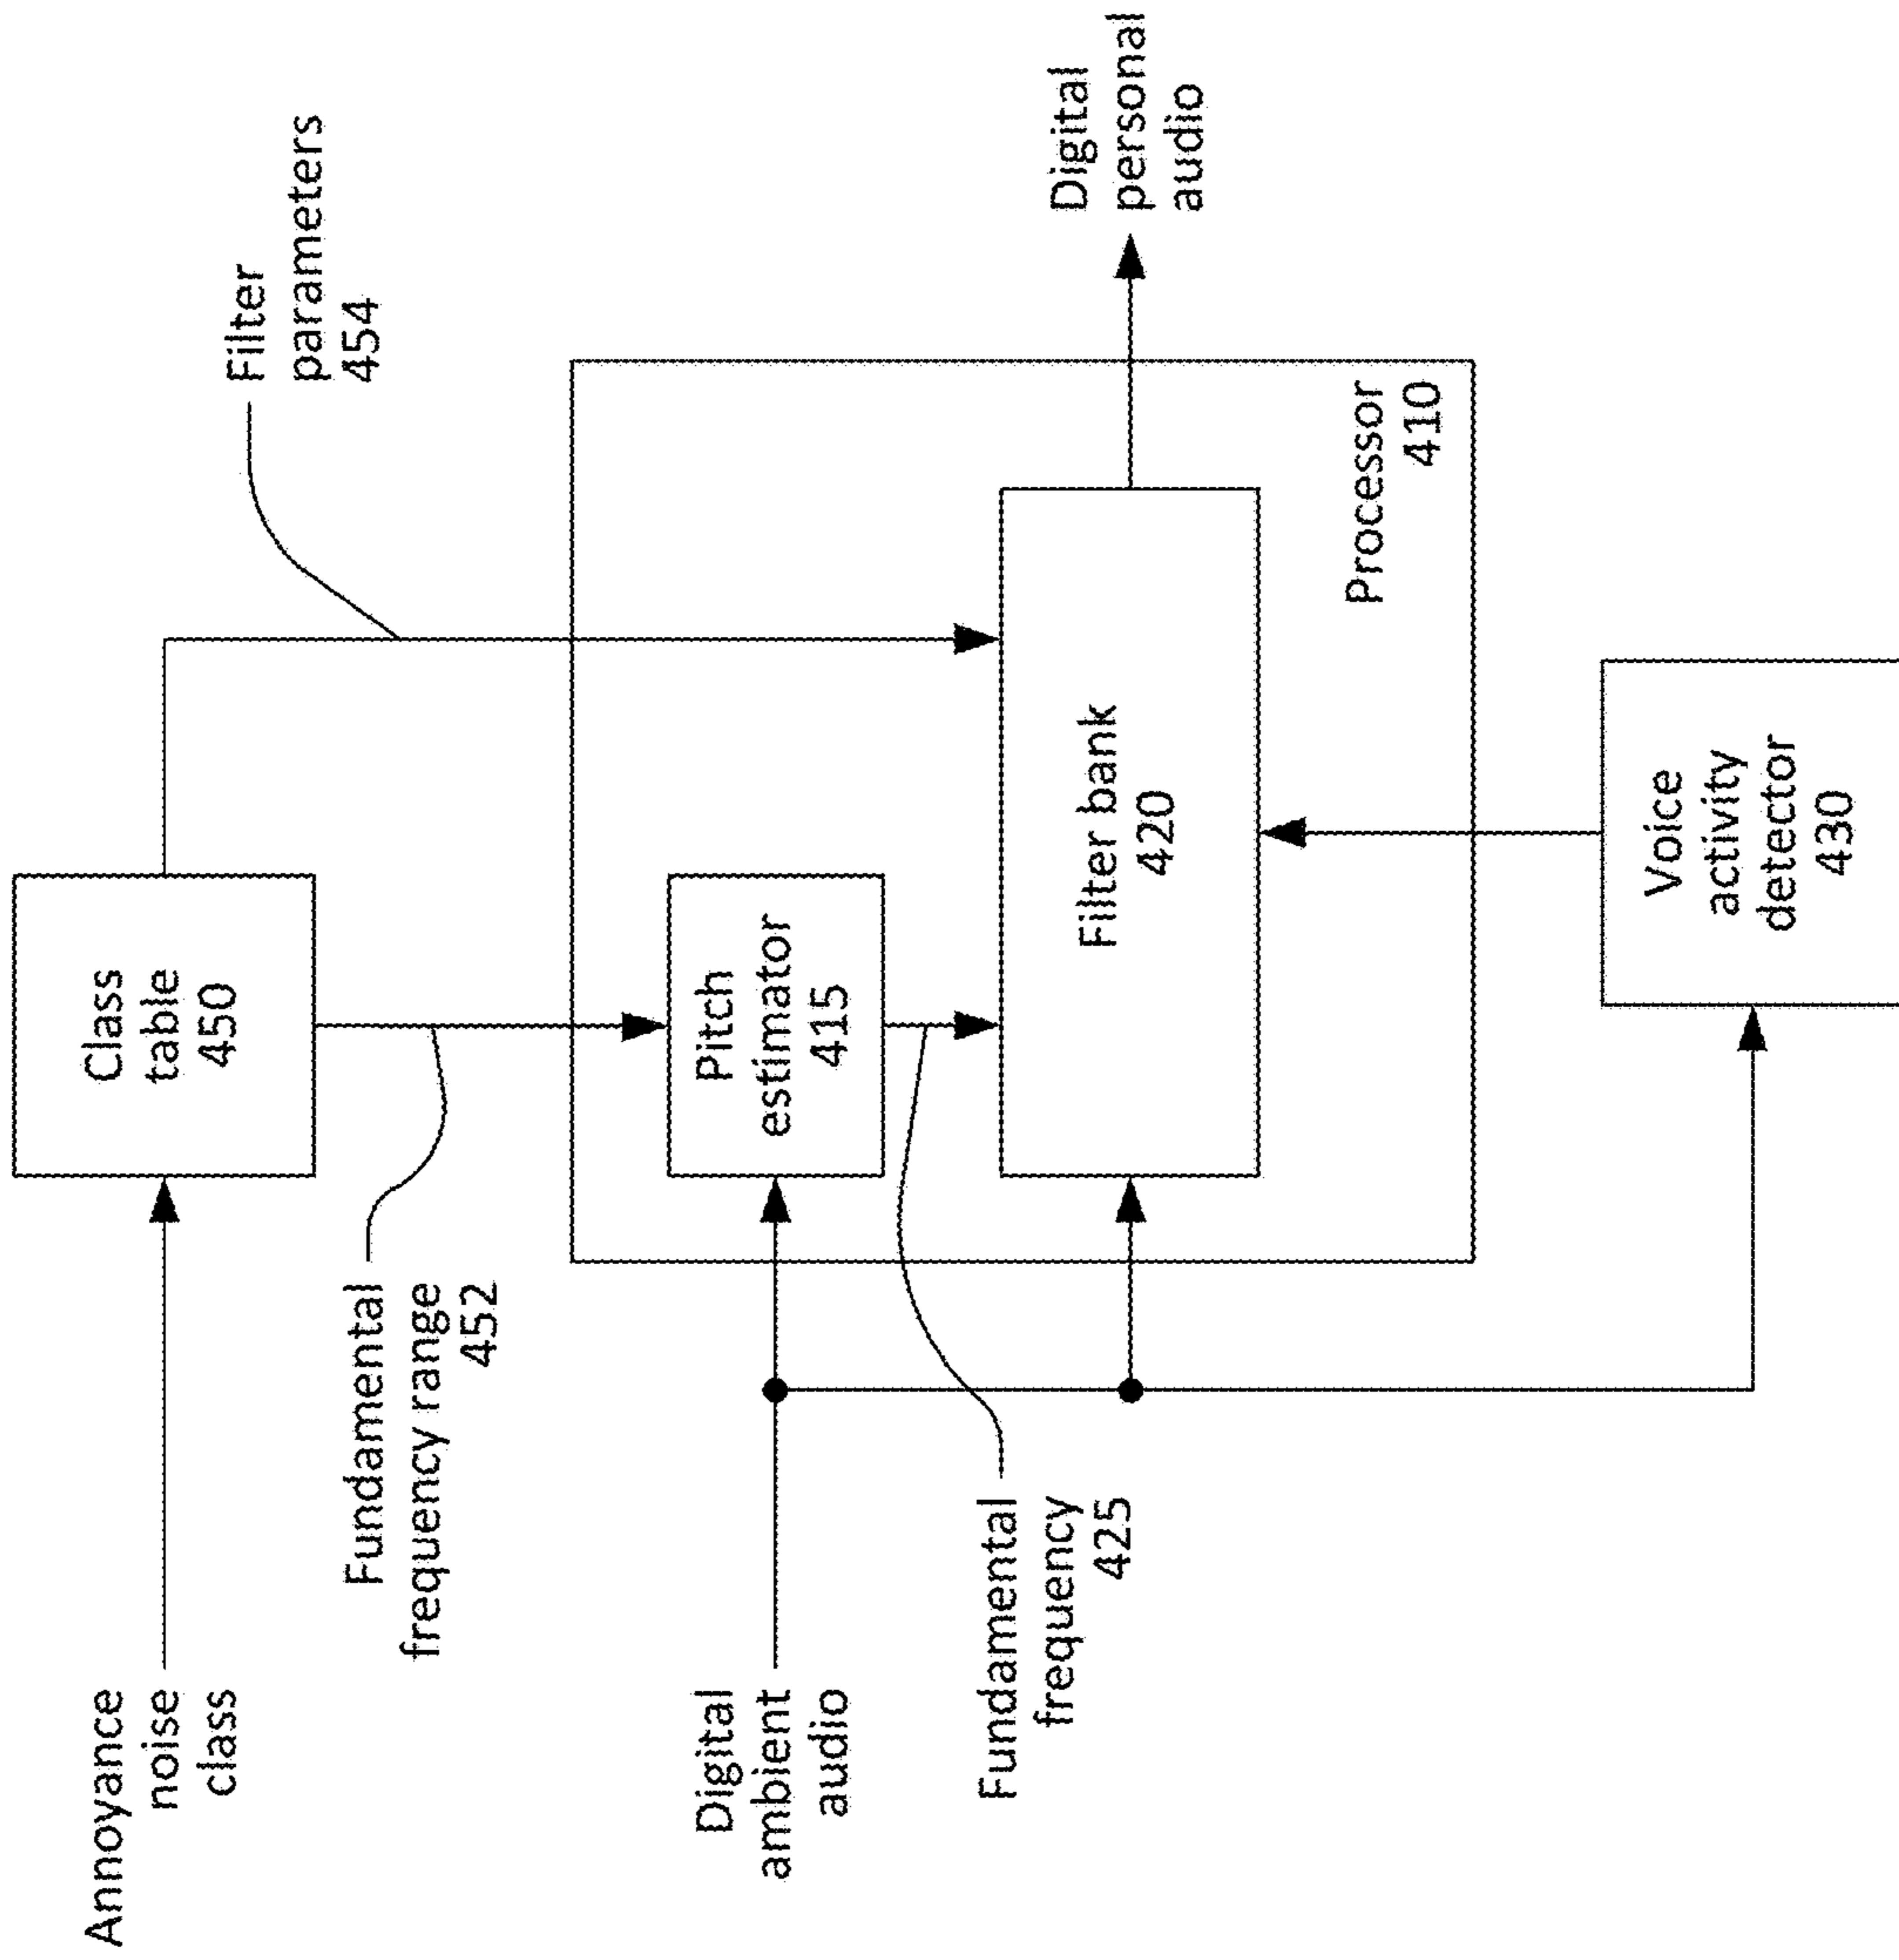 Annoyance
noise
class
Class
table
450
Filter
parameters
454
Fundamental
frequency range
452
Digital
ambient
audio
Pitch
estimator
415
Fundamental
frequency
425
Filter bank
420
Digital
personal
audio
Processor
410
Voice
activity
detector
430